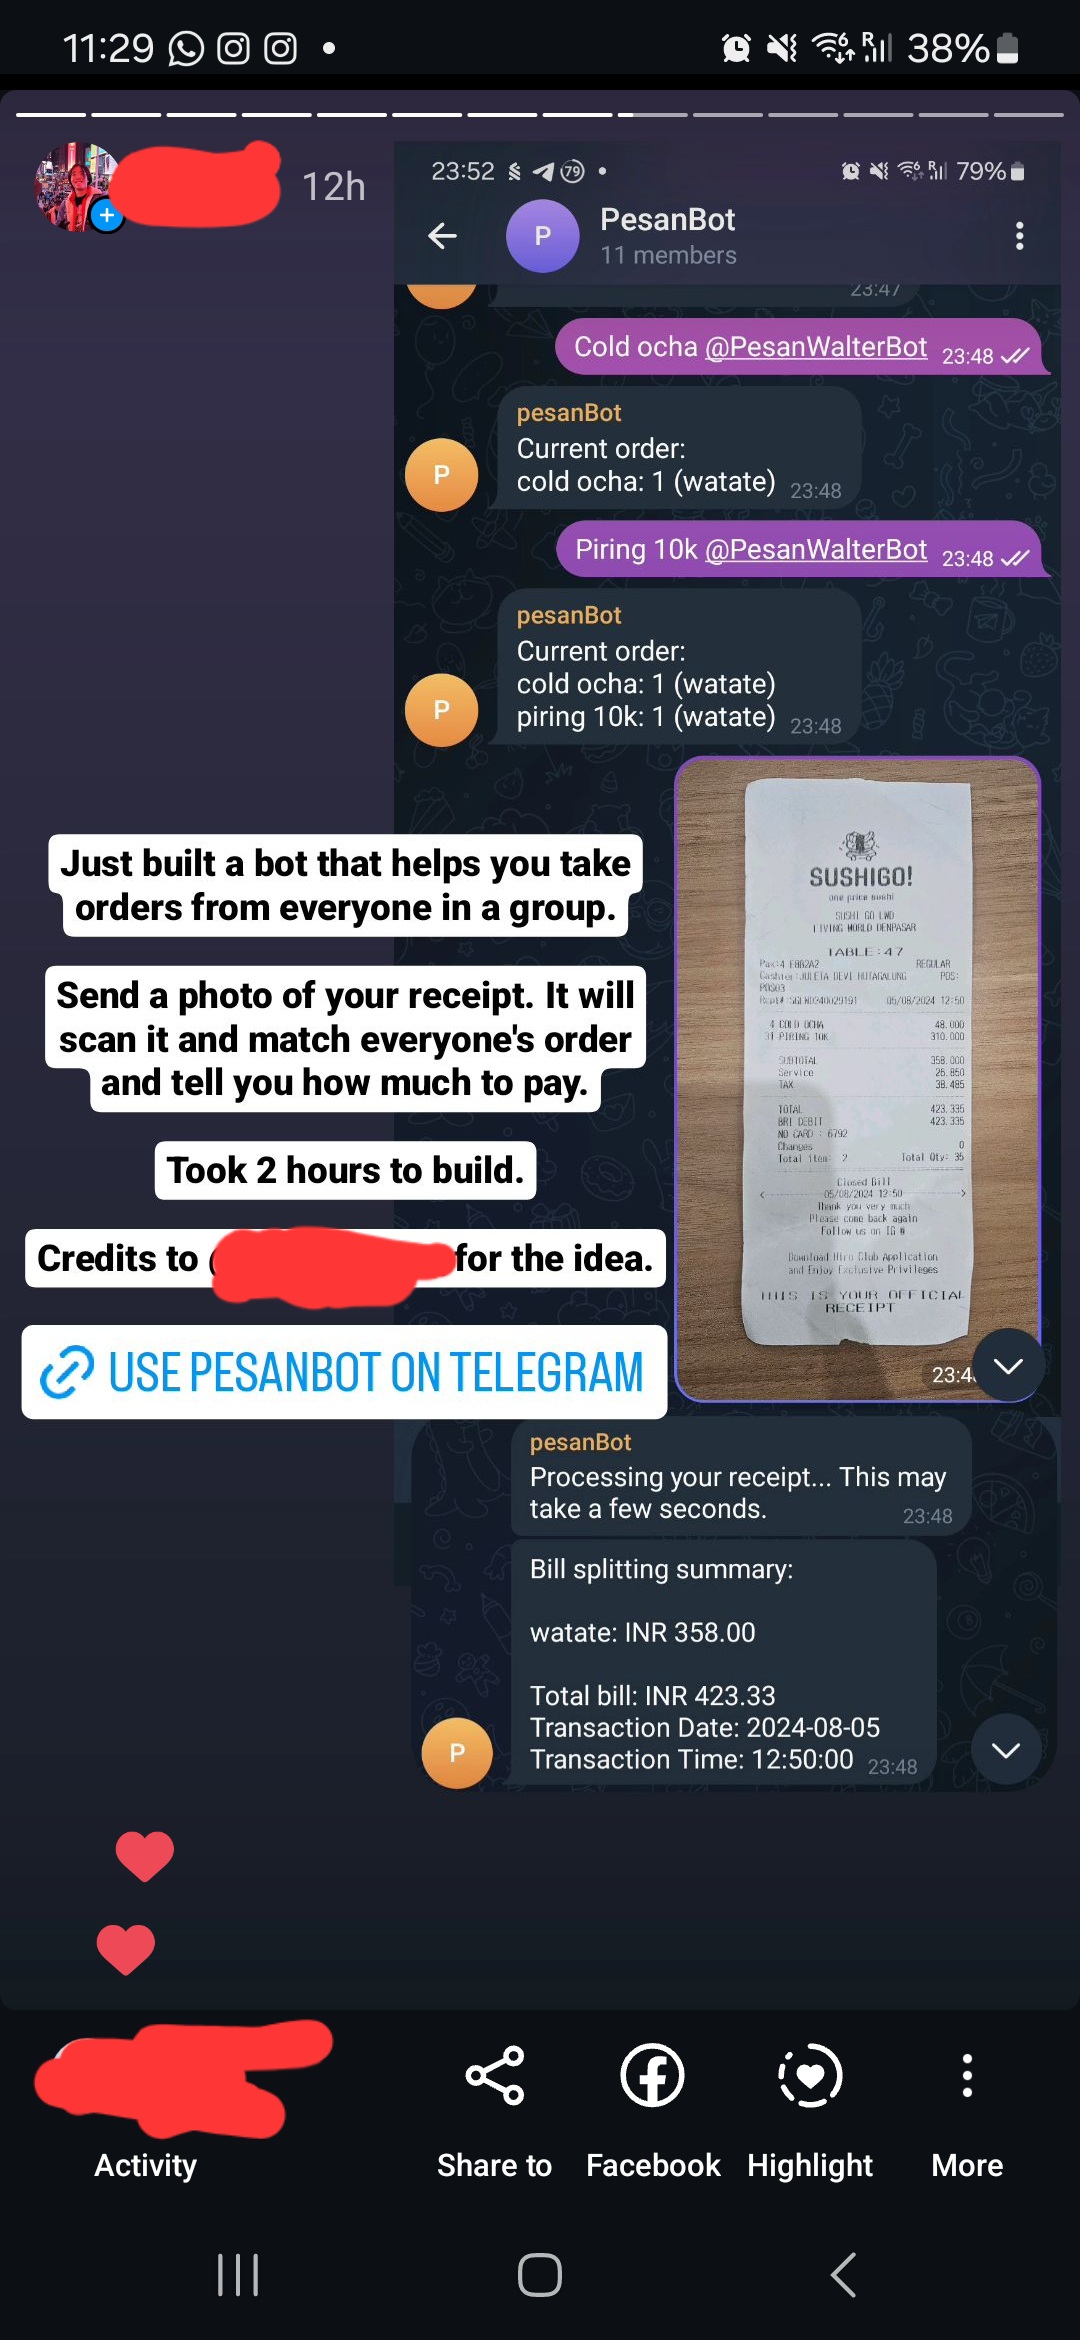 11:29
38%
12h
23:52
79
79%
P
PesanBot
11 members
23:47
Cold ocha @PesanWalterBot 23:48
pesanBot
Current order:
P
cold ocha: 1 (watate) 23:48
Piring 10k @PesanWalterBot 23:48
pesanBot
Current order:
cold ocha: 1 (watate)
P
piring 10k: 1 (watate) 23:48
SUSHIGO!
one price sushi
SUSHI GO LWD
LIVING WORLD DENPASAR
TABLE:47
Pax:4 E882A2 REGULAR
Cashier:JULETA DEVI HUTAGALUNG POS:
POS03
05/08/2024 12:50
4 COLD OCHA 48.000
31 PIRING 10K 310.000
SUBTOTAL 358.000
Service 26.850
TAX 38.485
TOTAL 423.335
BRI DEBIT 423.335
NO CARD : 6792
Changes 0
Total item: 2 Total Qty: 35
Closed Bill
05/08/2024 12:50
Thank you very much
Please come back again
Follow us on IG #
Download Hiro Club Application
and Enjoy Exclusive Privileges
THIS IS YOUR OFFICIAL
RECEIPT
Just built a bot that helps you take
orders from everyone in a group.
Send a photo of your receipt. It will
scan it and match everyone's order
and tell you how much to pay.
Took 2 hours to build.
Credits to for the idea.
USE PESANBOT ON TELEGRAM
pesanBot
Processing your receipt... This may
take a few seconds. 23:48
Bill splitting summary:
watate: INR 358.00
Total bill: INR 423.33
Transaction Date: 2024-08-05
P
Transaction Time: 12:50:00 23:48
Activity
Share to
Facebook
Highlight
More